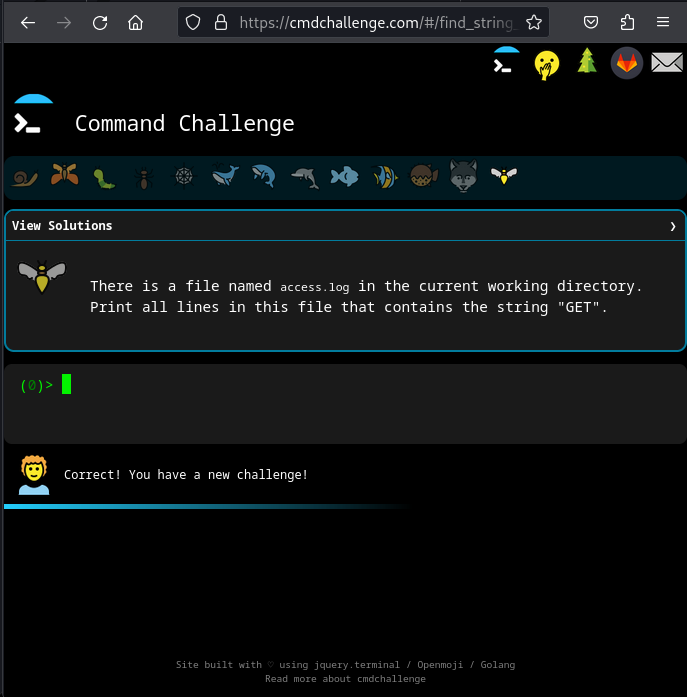 https://cmdchallenge.com/#/find_string_
Command Challenge
View Solutions
There is a file named access.log in the current working directory.
Print all lines in this file that contains the string "GET".
(0)>
Correct! You have a new challenge!
Site built with ♡ using jquery.terminal / Openmoji / Golang
Read more about cmdchallenge